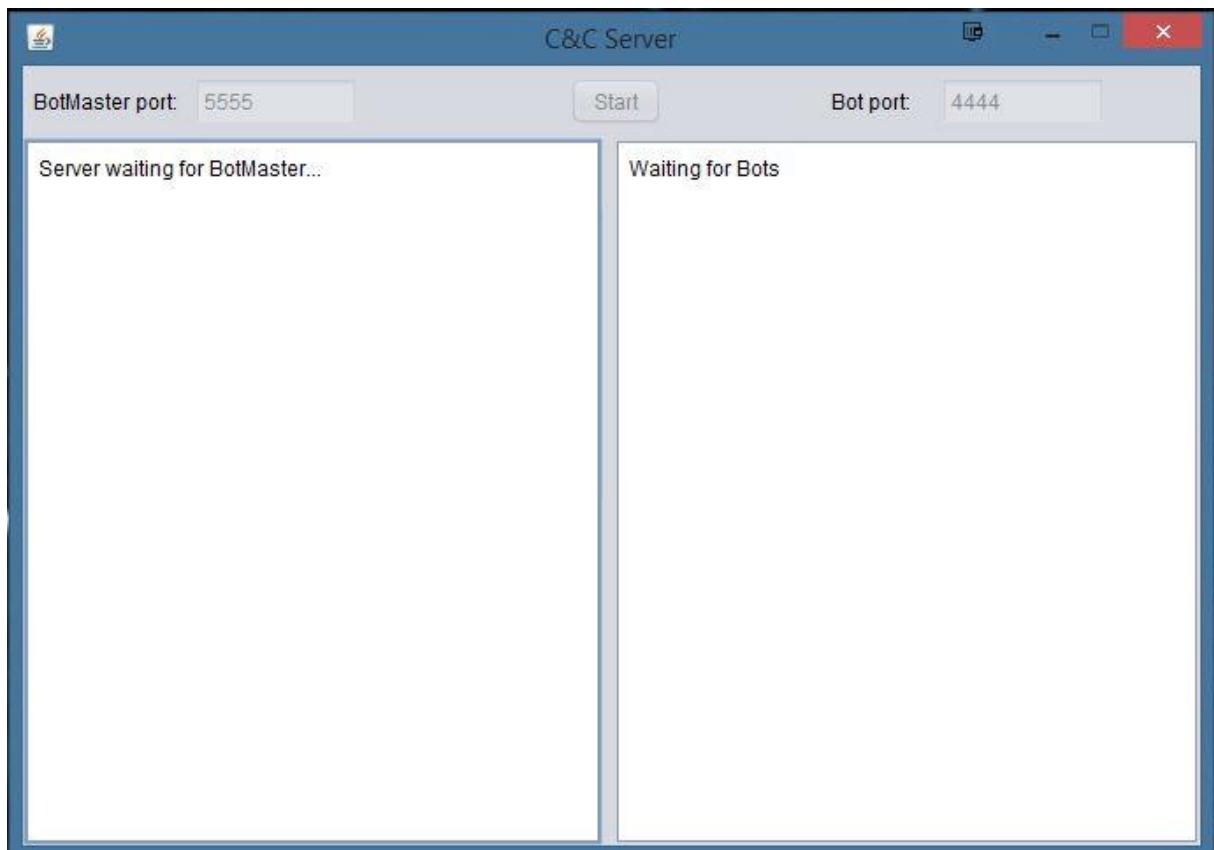 C&C Server
BotMaster port: 5555 Start Bot port: 4444
Server waiting for BotMaster...
Waiting for Bots